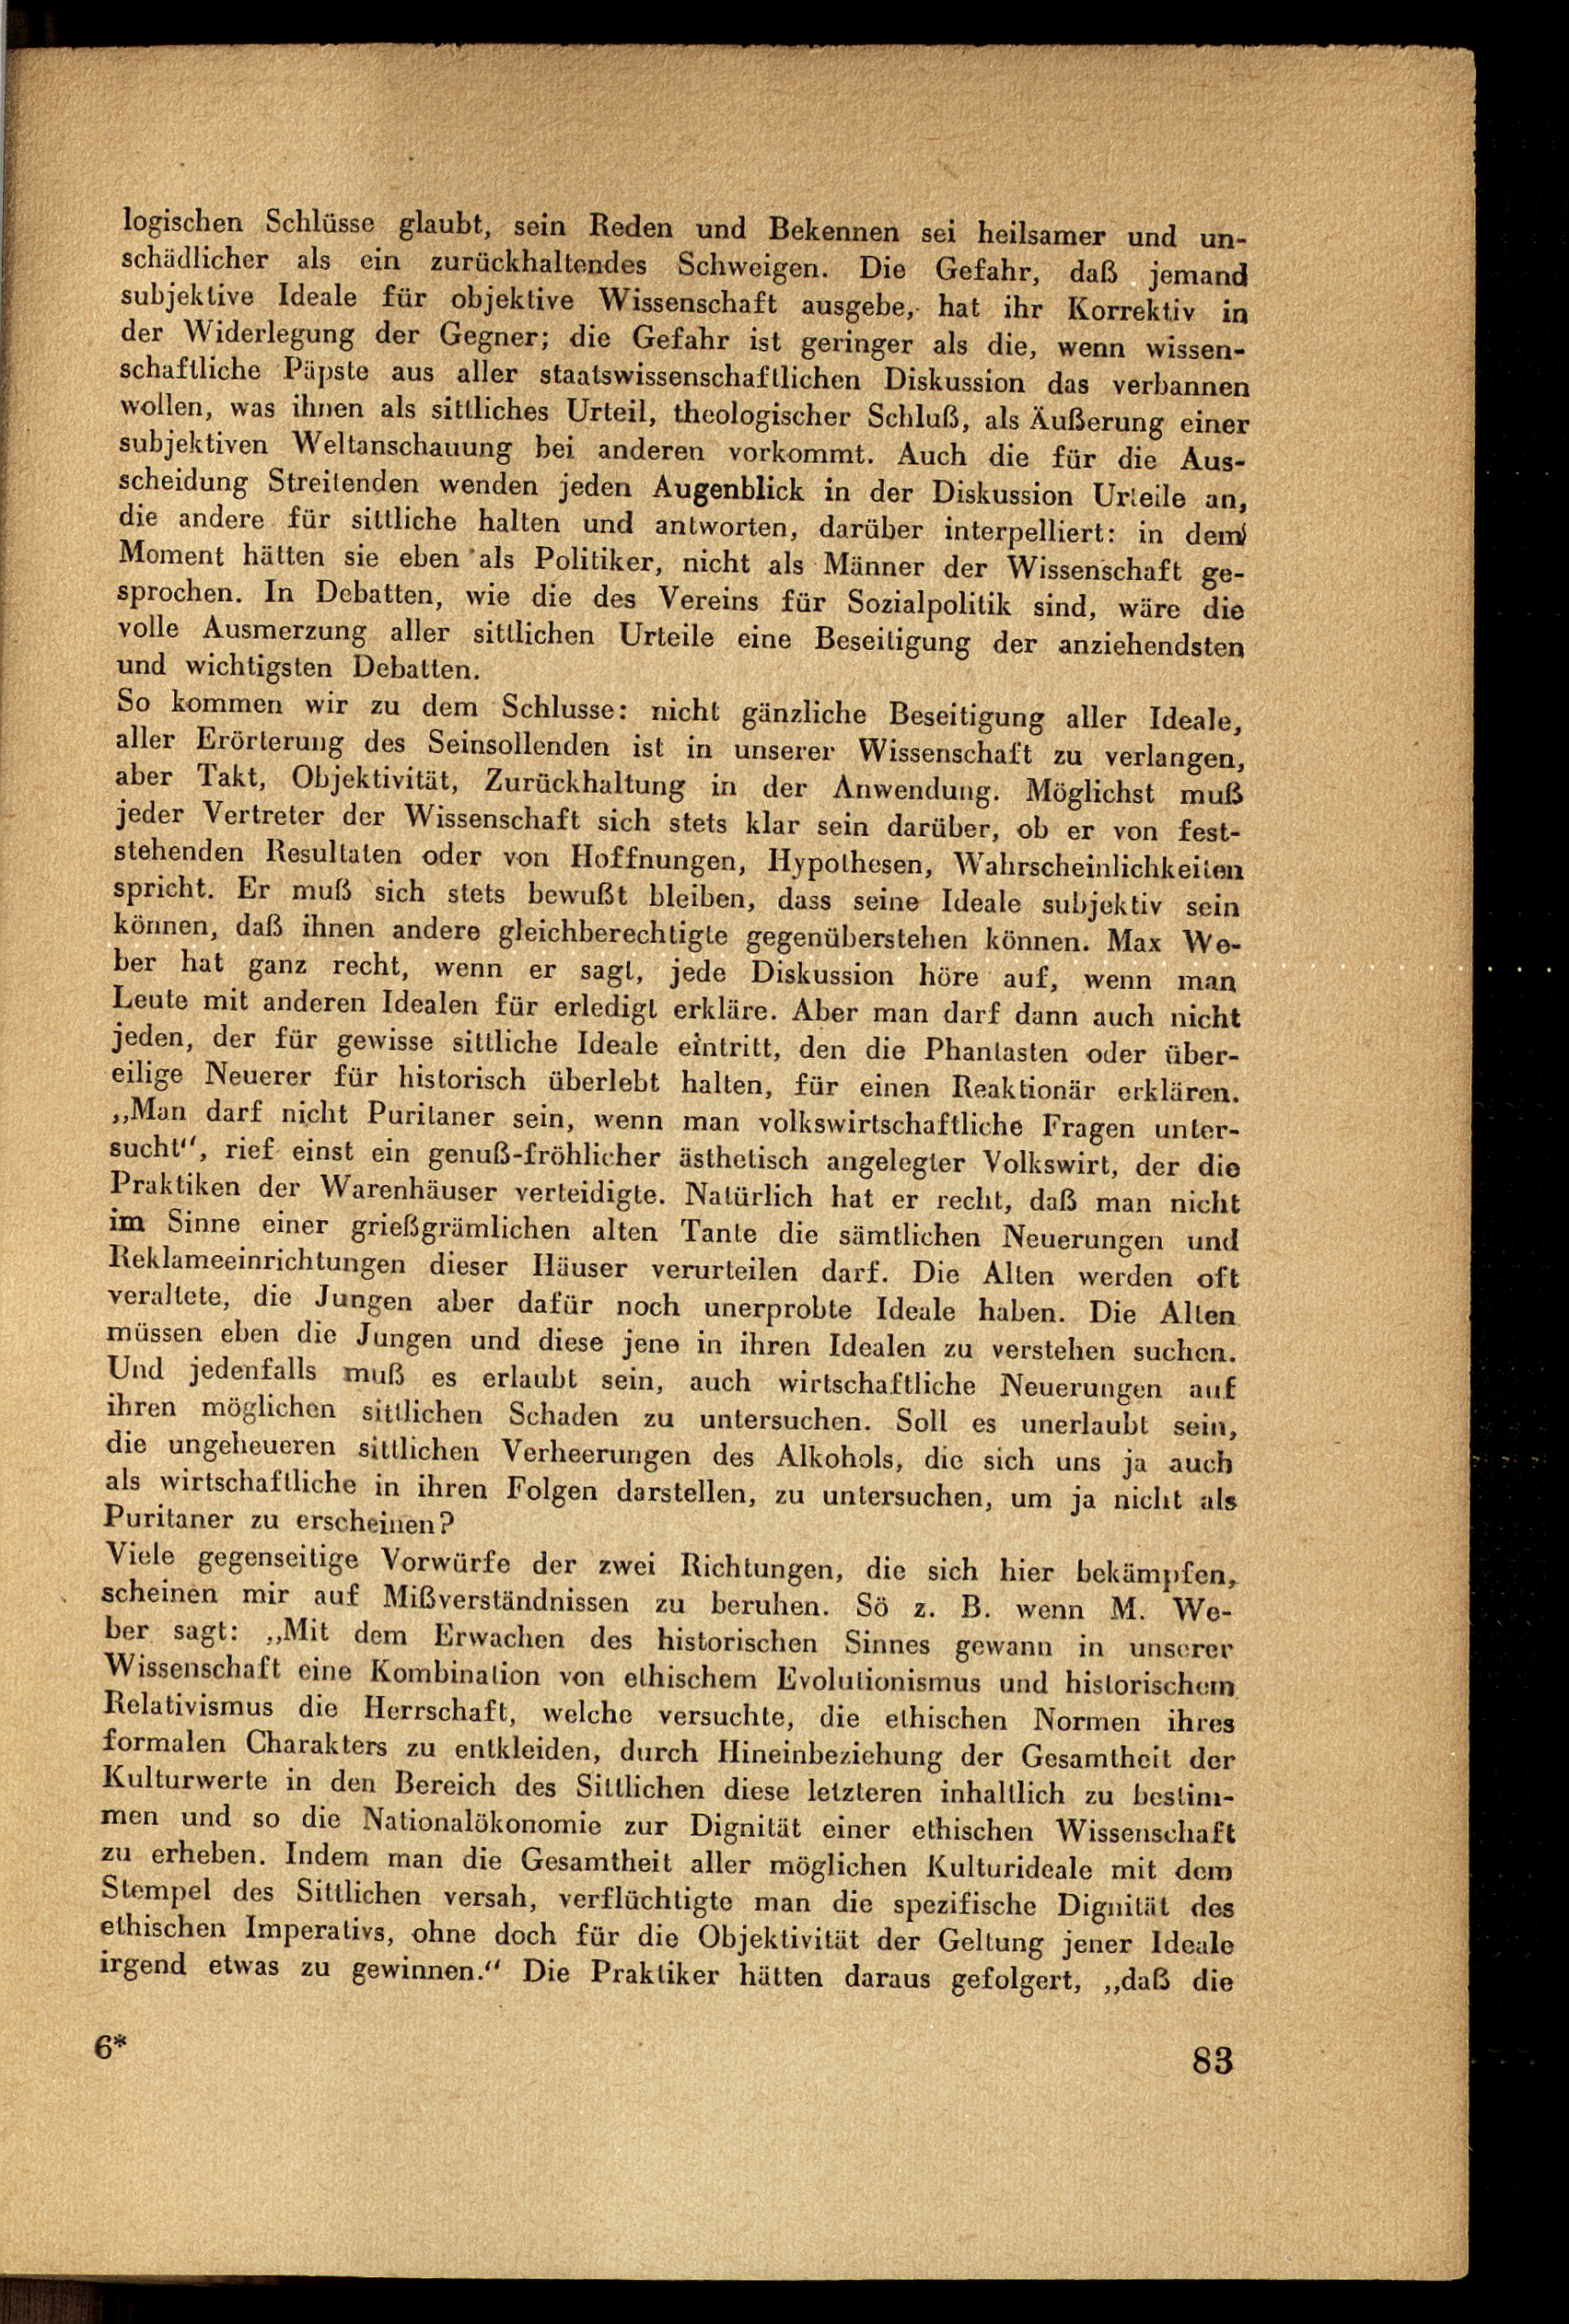 logischen Schlüsse glaubt, sein Reden und Bekennen sei heilsamer und un-
schädlicher als ein zurückhaltendes Schweigen. Die Gefahr, daß jemand
subjektive Ideale für objektive Wissenschaft ausgebe, hat ihr Korrektiv in
der Widerlegung der Gegner; die Gefahr ist geringer als die, wenn wissen-
schaftliche Päpste aus aller staatswissenschaftlichen Diskussion das verbannen
wollen, was ihnen als sittliches Urteil, theologischer Schluß, als Äußerung einer
subjektiven Weltanschauung bei anderen vorkommt. Auch die für die Aus-
scheidung Streitenden wenden jeden Augenblick in der Diskussion Urteile an,
die andere für sittliche halten und antworten, darüber interpelliert: in dem
Moment hätten sie eben als Politiker, nicht als Männer der Wissenschaft ge-
sprochen. In Debatten, wie die des Vereins für Sozialpolitik sind, wäre die
volle Ausmerzung aller sittlichen Urteile eine Beseitigung der anziehendsten
und wichtigsten Debatten.
So kommen wir zu dem Schlusse: nicht gänzliche Beseitigung aller Ideale,
aller Erörterung des Seinsollenden ist in unserer Wissenschaft zu verlangen,
aber Takt, Objektivität, Zurückhaltung in der Anwendung. Möglichst muß
jeder Vertreter der Wissenschaft sich stets klar sein darüber, ob er von fest-
stehenden Resultaten oder von Hoffnungen, Hypothesen, Wahrscheinlichkeiten
spricht. Er muß sich stets bewußt bleiben, dass seine Ideale subjektiv sein
können, daß ihnen andere gleichberechtigte gegenüberstehen können. Max We-
ber hat ganz recht, wenn er sagt, jede Diskussion höre auf, wenn man
Leute mit anderen Idealen für erledigt erkläre. Aber man darf dann auch nicht
jeden, der für gewisse sittliche Ideale eintritt, den die Phantasten oder über-
eilige Neuerer für historisch überlebt halten, für einen Reaktionär erklären.
„Man darf nicht Puritaner sein, wenn man volkswirtschaftliche Fragen unter-
sucht“, rief einst ein genuß-fröhlicher ästhetisch angelegter Volkswirt, der die
Praktiken der Warenhäuser verteidigte. Natürlich hat er recht, daß man nicht
im Sinne einer grießgrämlichen alten Tante die sämtlichen Neuerungen und
Reklameeinrichtungen dieser Häuser verurteilen darf. Die Alten werden oft
veraltete, die Jungen aber dafür noch unerprobte Ideale haben. Die Alten
müssen eben die Jungen und diese jene in ihren Idealen zu verstehen suchen.
Und jedenfalls muß es erlaubt sein, auch wirtschaftliche Neuerungen auf
ihren möglichen sittlichen Schaden zu untersuchen. Soll es unerlaubt sein,
die ungeheueren sittlichen Verheerungen des Alkohols, die sich uns ja auch
als wirtschaftliche in ihren Folgen darstellen, zu untersuchen, um ja nicht als
Puritaner zu erscheinen?
Viele gegenseitige Vorwürfe der zwei Richtungen, die sich hier bekämpfen,
scheinen mir auf Mißverständnissen zu beruhen. Sö z. B. wenn M. We-
ber sagt: „Mit dem Erwachen des historischen Sinnes gewann in unserer
Wissenschaft eine Kombination von ethischem Evolutionismus und historischem
Relativismus die Herrschaft, welche versuchte, die ethischen Normen ihres
formalen Charakters zu entkleiden, durch Hineinbeziehung der Gesamtheit der
Kulturwerte in den Bereich des Sittlichen diese letzteren inhaltlich zu bestim-
men und so die Nationalökonomie zur Dignität einer ethischen Wissenschaft
zu erheben. Indem man die Gesamtheit aller möglichen Kulturideale mit dem
Stempel des Sittlichen versah, verflüchtigte man die spezifische Dignität des
ethischen Imperativs, ohne doch für die Objektivität der Geltung jener Ideale
irgend etwas zu gewinnen.“ Die Praktiker hätten daraus gefolgert, „daß die
6*
83